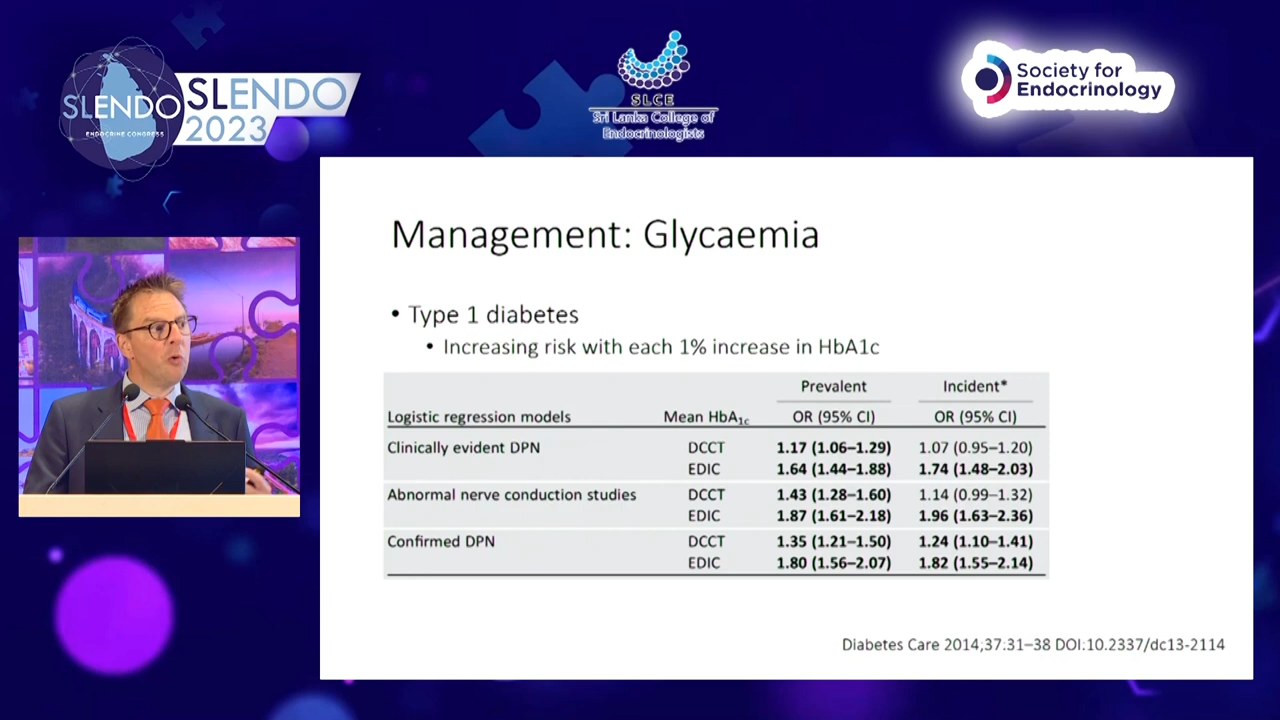 SLENDO
ENDOCRINE CONGRESS
SLENDO
2023
SLCE
Sri Lanka College of
Endocrinologists
Society for
Endocrinology
Management: Glycaemia
• Type 1 diabetes
• Increasing risk with each 1% increase in HbA1c
Prevalent Incident*
Logistic regression models Mean HbA1c OR (95% CI) OR (95% CI)
Clinically evident DPN DCCT 1.17 (1.06–1.29) 1.07 (0.95–1.20)
EDIC 1.64 (1.44–1.88) 1.74 (1.48–2.03)
Abnormal nerve conduction studies DCCT 1.43 (1.28–1.60) 1.14 (0.99–1.32)
EDIC 1.87 (1.61–2.18) 1.96 (1.63–2.36)
Confirmed DPN DCCT 1.35 (1.21–1.50) 1.24 (1.10–1.41)
EDIC 1.80 (1.56–2.07) 1.82 (1.55–2.14)
Diabetes Care 2014;37:31–38 DOI:10.2337/dc13-2114